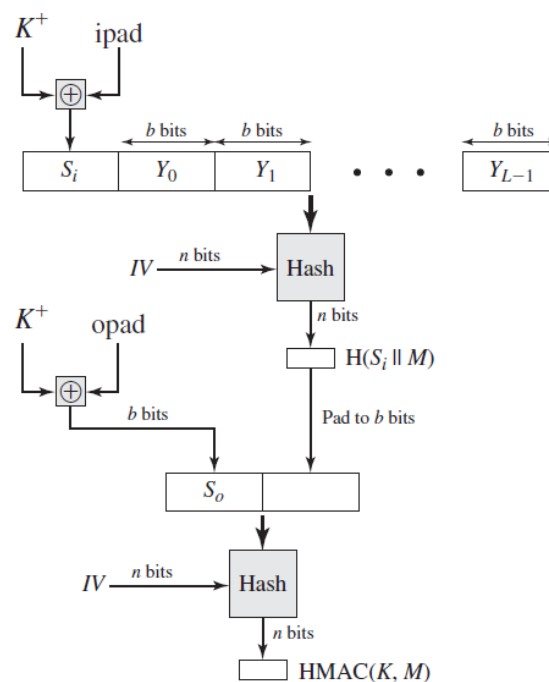 K⁺ ipad
⊕
b bits b bits b bits
Sᵢ Y₀ Y₁ • • • Y_{L−1}
IV n bits Hash
n bits
K⁺ opad
H(Sᵢ || M)
⊕
b bits Pad to b bits
Sₒ
IV n bits Hash
n bits
HMAC(K, M)